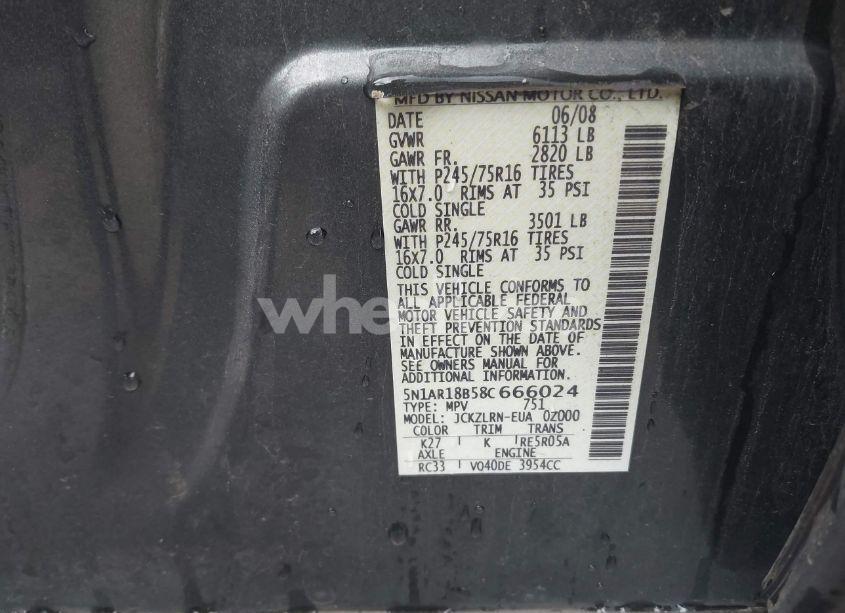 MFD BY NISSAN MOTOR CO., LTD.
DATE 06/08
GVWR 6113 LB
GAWR FR. 2820 LB
WITH P245/75R16 TIRES
16X7.0 RIMS AT 35 PSI
COLD SINGLE
GAWR RR. 3501 LB
WITH P245/75R16 TIRES
16X7.0 RIMS AT 35 PSI
COLD SINGLE
THIS VEHICLE CONFORMS TO
ALL APPLICABLE FEDERAL
MOTOR VEHICLE SAFETY AND
THEFT PREVENTION STANDARDS
IN EFFECT ON THE DATE OF
MANUFACTURE SHOWN ABOVE.
SEE OWNERS MANUAL FOR
ADDITIONAL INFORMATION.
5N1AR18B58C666024
TYPE: MPV 751
MODEL: JCKZLRN-EUA 0Z000
COLOR TRIM TRANS
K27 K RE5R05A
AXLE ENGINE
RC33 VQ40DE 3954CC